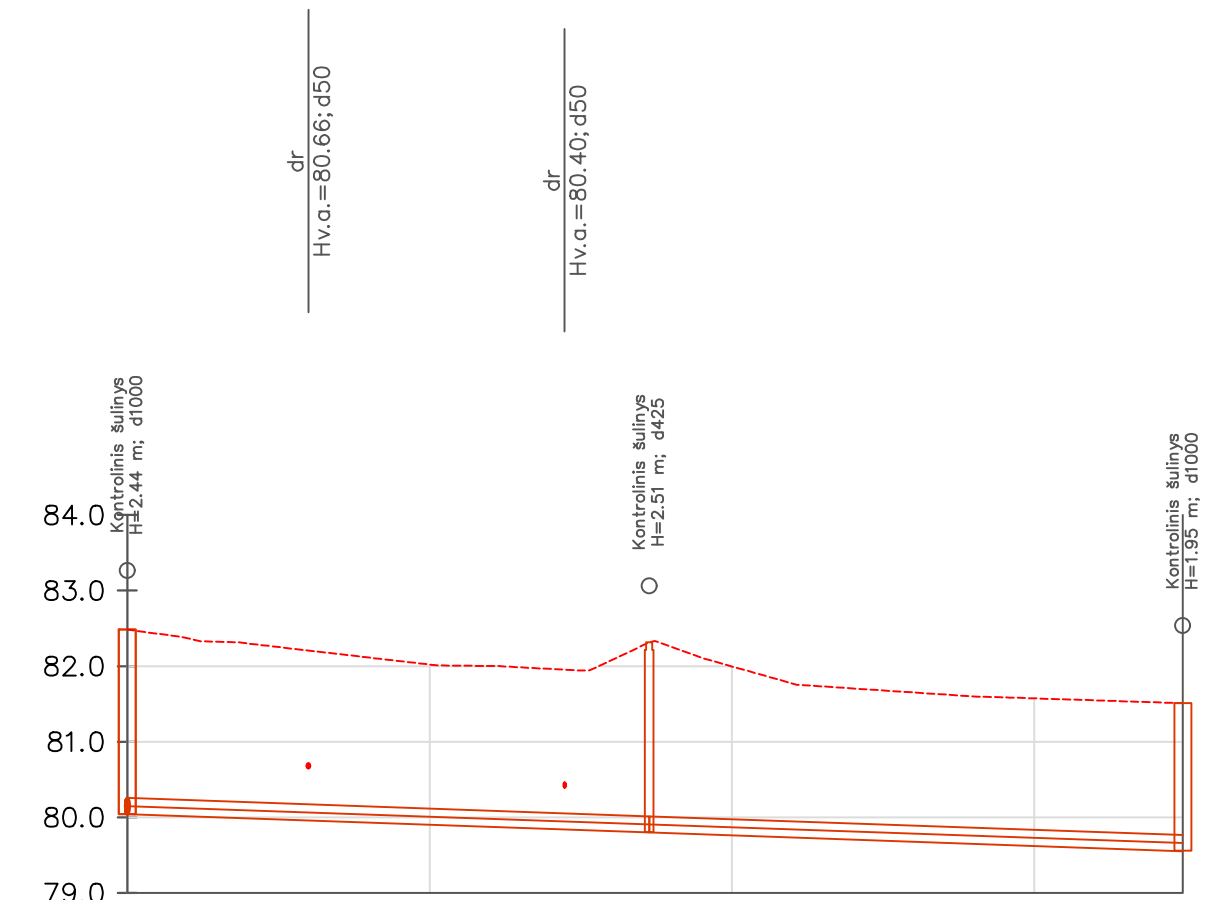 dr
Hv.a.=80.66;d50
dr
Hv.a.=80.40;d50
Kontrolinis šulinys
H=2.44 m; d1000
Kontrolinis šulinys
H=2.51 m; d425
Kontrolinis šulinys
H=1.95 m; d1000
84.0
83.0
82.0
81.0
80.0
79.0